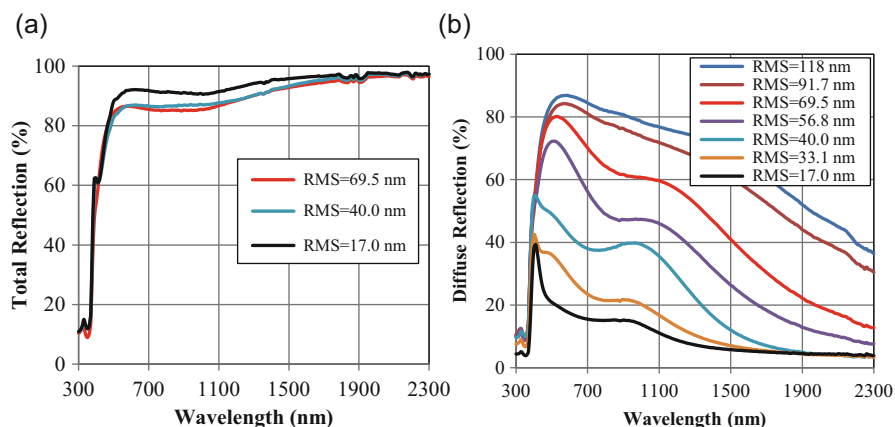 (a)
Total Reflection (%)
100
80
60
40
20
0
RMS=69.5 nm
RMS=40.0 nm
RMS=17.0 nm
300 700 1100 1500 1900 2300
Wavelength (nm)
(b)
Diffuse Reflection (%)
100
80
60
40
20
0
RMS=118 nm
RMS=91.7 nm
RMS=69.5 nm
RMS=56.8 nm
RMS=40.0 nm
RMS=33.1 nm
RMS=17.0 nm
300 700 1100 1500 1900 2300
Wavelength (nm)